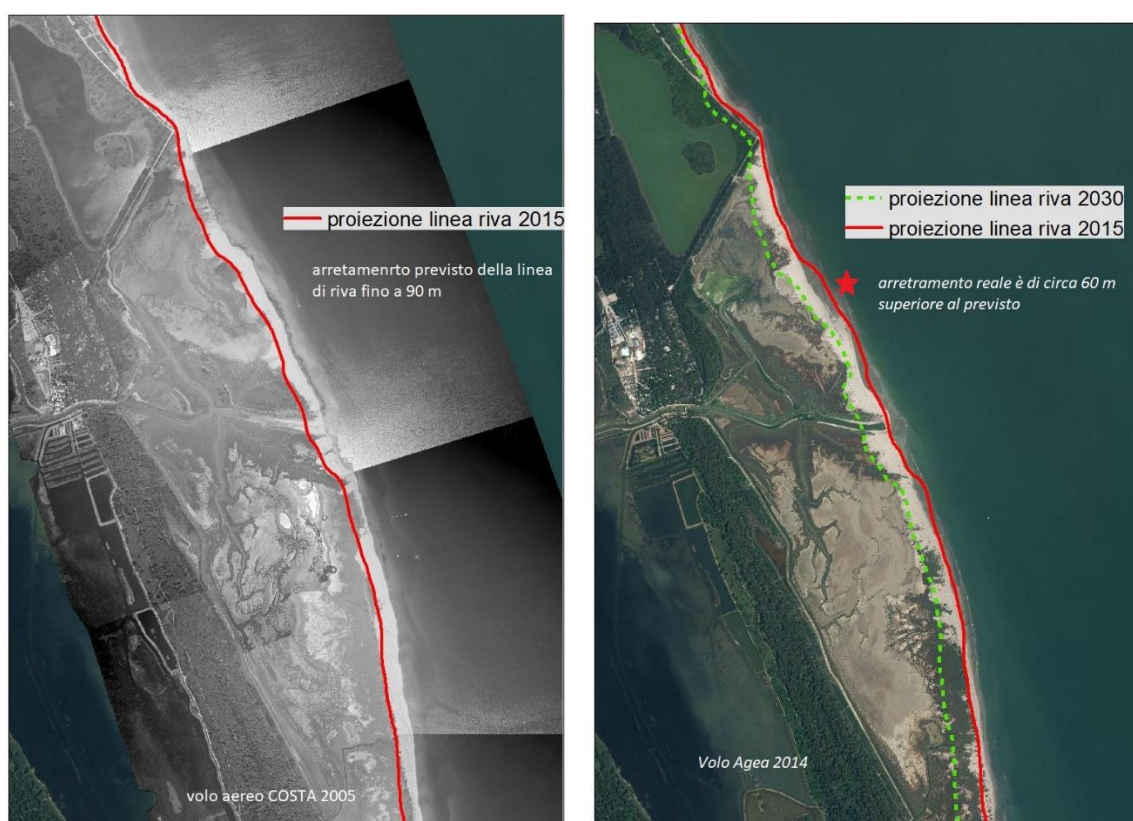 proiezione linea riva 2015
arretamenrto previsto della linea
di riva fino a 90 m
volo aereo COSTA 2005
proiezione linea riva 2030
proiezione linea riva 2015
arretramento reale è di circa 60 m
superiore al previsto
Volo Agea 2014